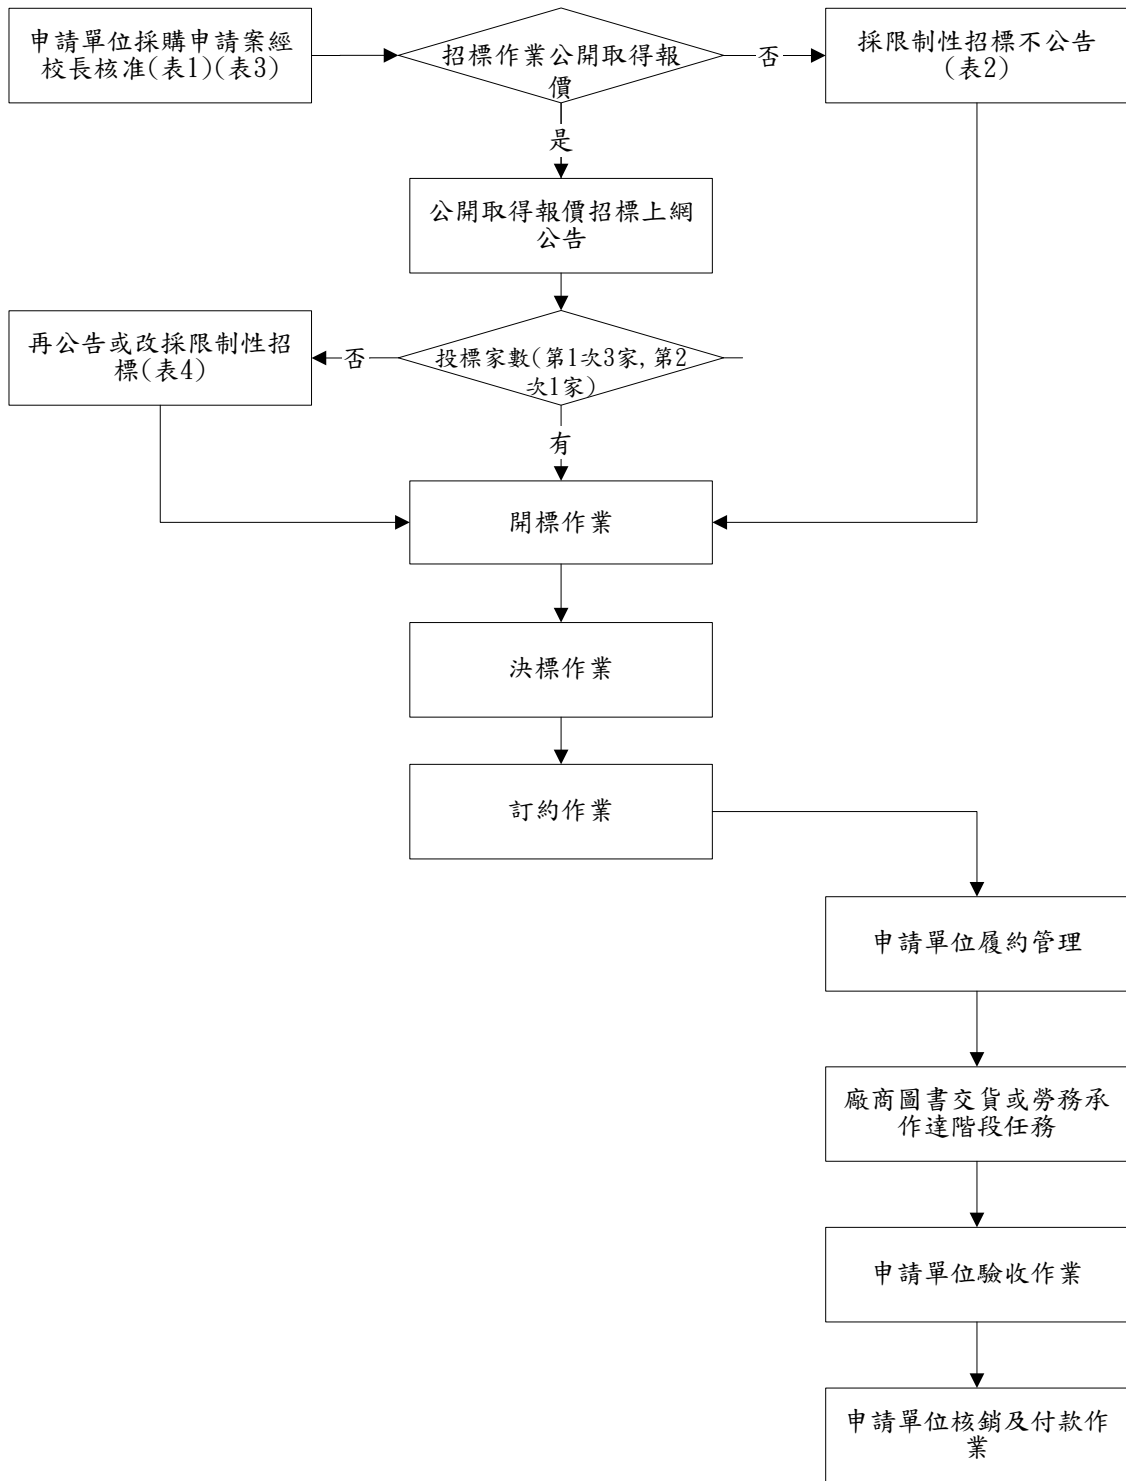 申請單位採購申請案經
校長核准(表1)(表3)
招標作業公開取得報
價
否
採限制性招標不公告
(表2)
是
公開取得報價招標上網
公告
再公告或改採限制性招
標(表4)
否
投標家數(第1次3家,第2
次1家)
有
開標作業
決標作業
訂約作業
申請單位履約管理
廠商圖書交貨或勞務承
作達階段任務
申請單位驗收作業
申請單位核銷及付款作
業